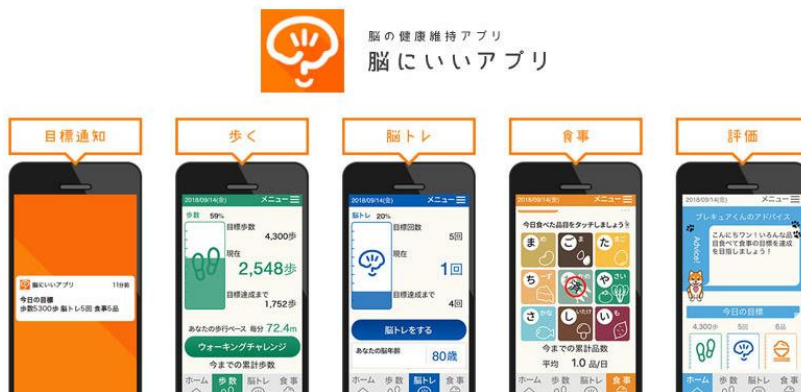 脳の健康維持アプリ
脳にいいアプリ
目標通知
歩く
脳トレ
食事
評価
脳にいいアプリ 11分前
今日の目標
歩数5300歩 脳トレ5回 食事5品
2018/09/14(金) メニュー
歩数 59%
目標歩数
4,300歩
現在
2,548歩
目標達成まで
1,752歩
あなたの歩行ペース 毎分 72.4m
ウォーキングチャレンジ
今までの累計歩数
ホーム 歩数 脳トレ 食事
2018/09/14(金) メニュー
脳トレ 20%
目標回数
5回
現在
1回
目標達成まで
4回
脳トレをする
あなたの脳年齢
80歳
ホーム 歩数 脳トレ 食事
2018/09/14(金) メニュー
今日食べた品目をタッチしましょう
まめ ごま たまご
ちーず やさい
さかな しいたけ いも
今までの累計品数
平均 1.0 品/日
ホーム 歩数 脳トレ 食事
2018/09/14(金) メニュー
ブレキュアくんのアドバイス
Advice!
こんにちワン！いろんな品
目食べて食事の目標を達成
を目指しましょう！
今日の目標
4,300歩 5回 6品
ホーム 歩数 脳トレ 食事